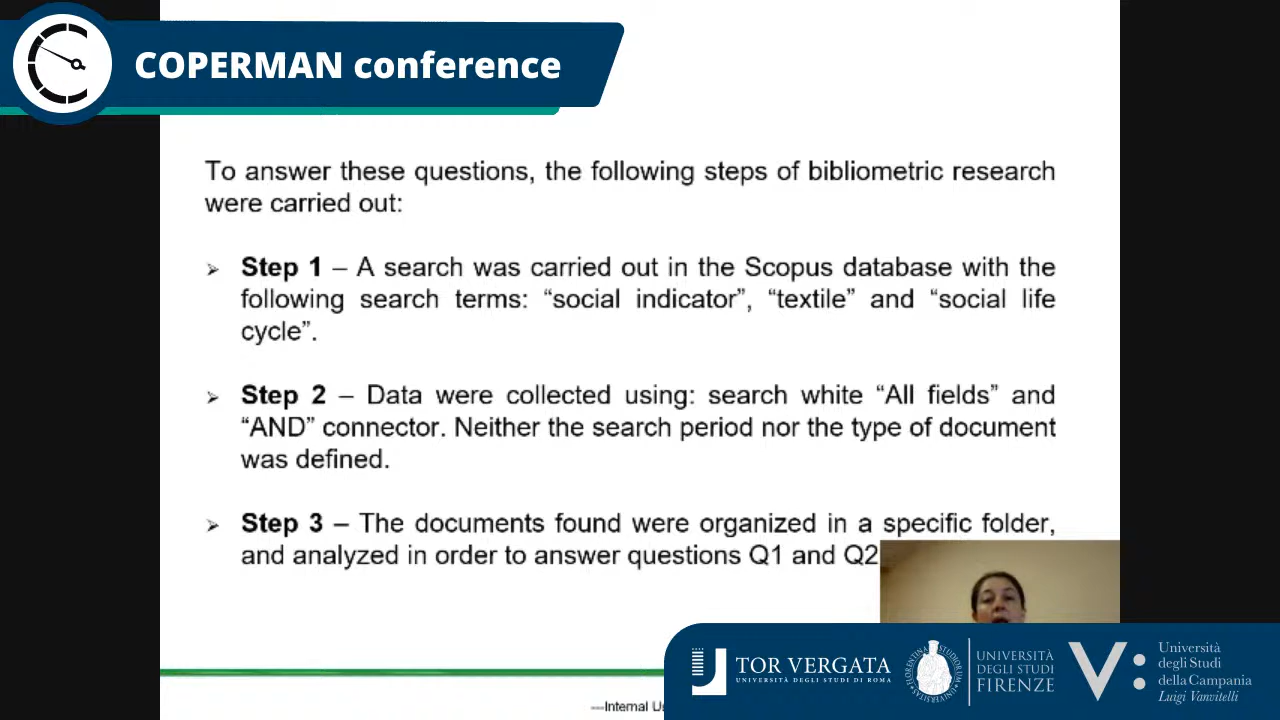 COPERMAN conference
To answer these questions, the following steps of bibliometric research
were carried out:
➢ Step 1 – A search was carried out in the Scopus database with the
following search terms: “social indicator”, “textile” and “social life
cycle”.
➢ Step 2 – Data were collected using: search white “All fields” and
“AND” connector. Neither the search period nor the type of document
was defined.
➢ Step 3 – The documents found were organized in a specific folder,
and analyzed in order to answer questions Q1 and Q2
TOR VERGATA
UNIVERSITÀ DEGLI STUDI DI ROMA
FLORENTINA STUDIORUM UNIVERSITAS
UNIVERSITÀ
DEGLI STUDI
FIRENZE
V:
Università
degli Studi
della Campania
Luigi Vanvitelli
---Internal